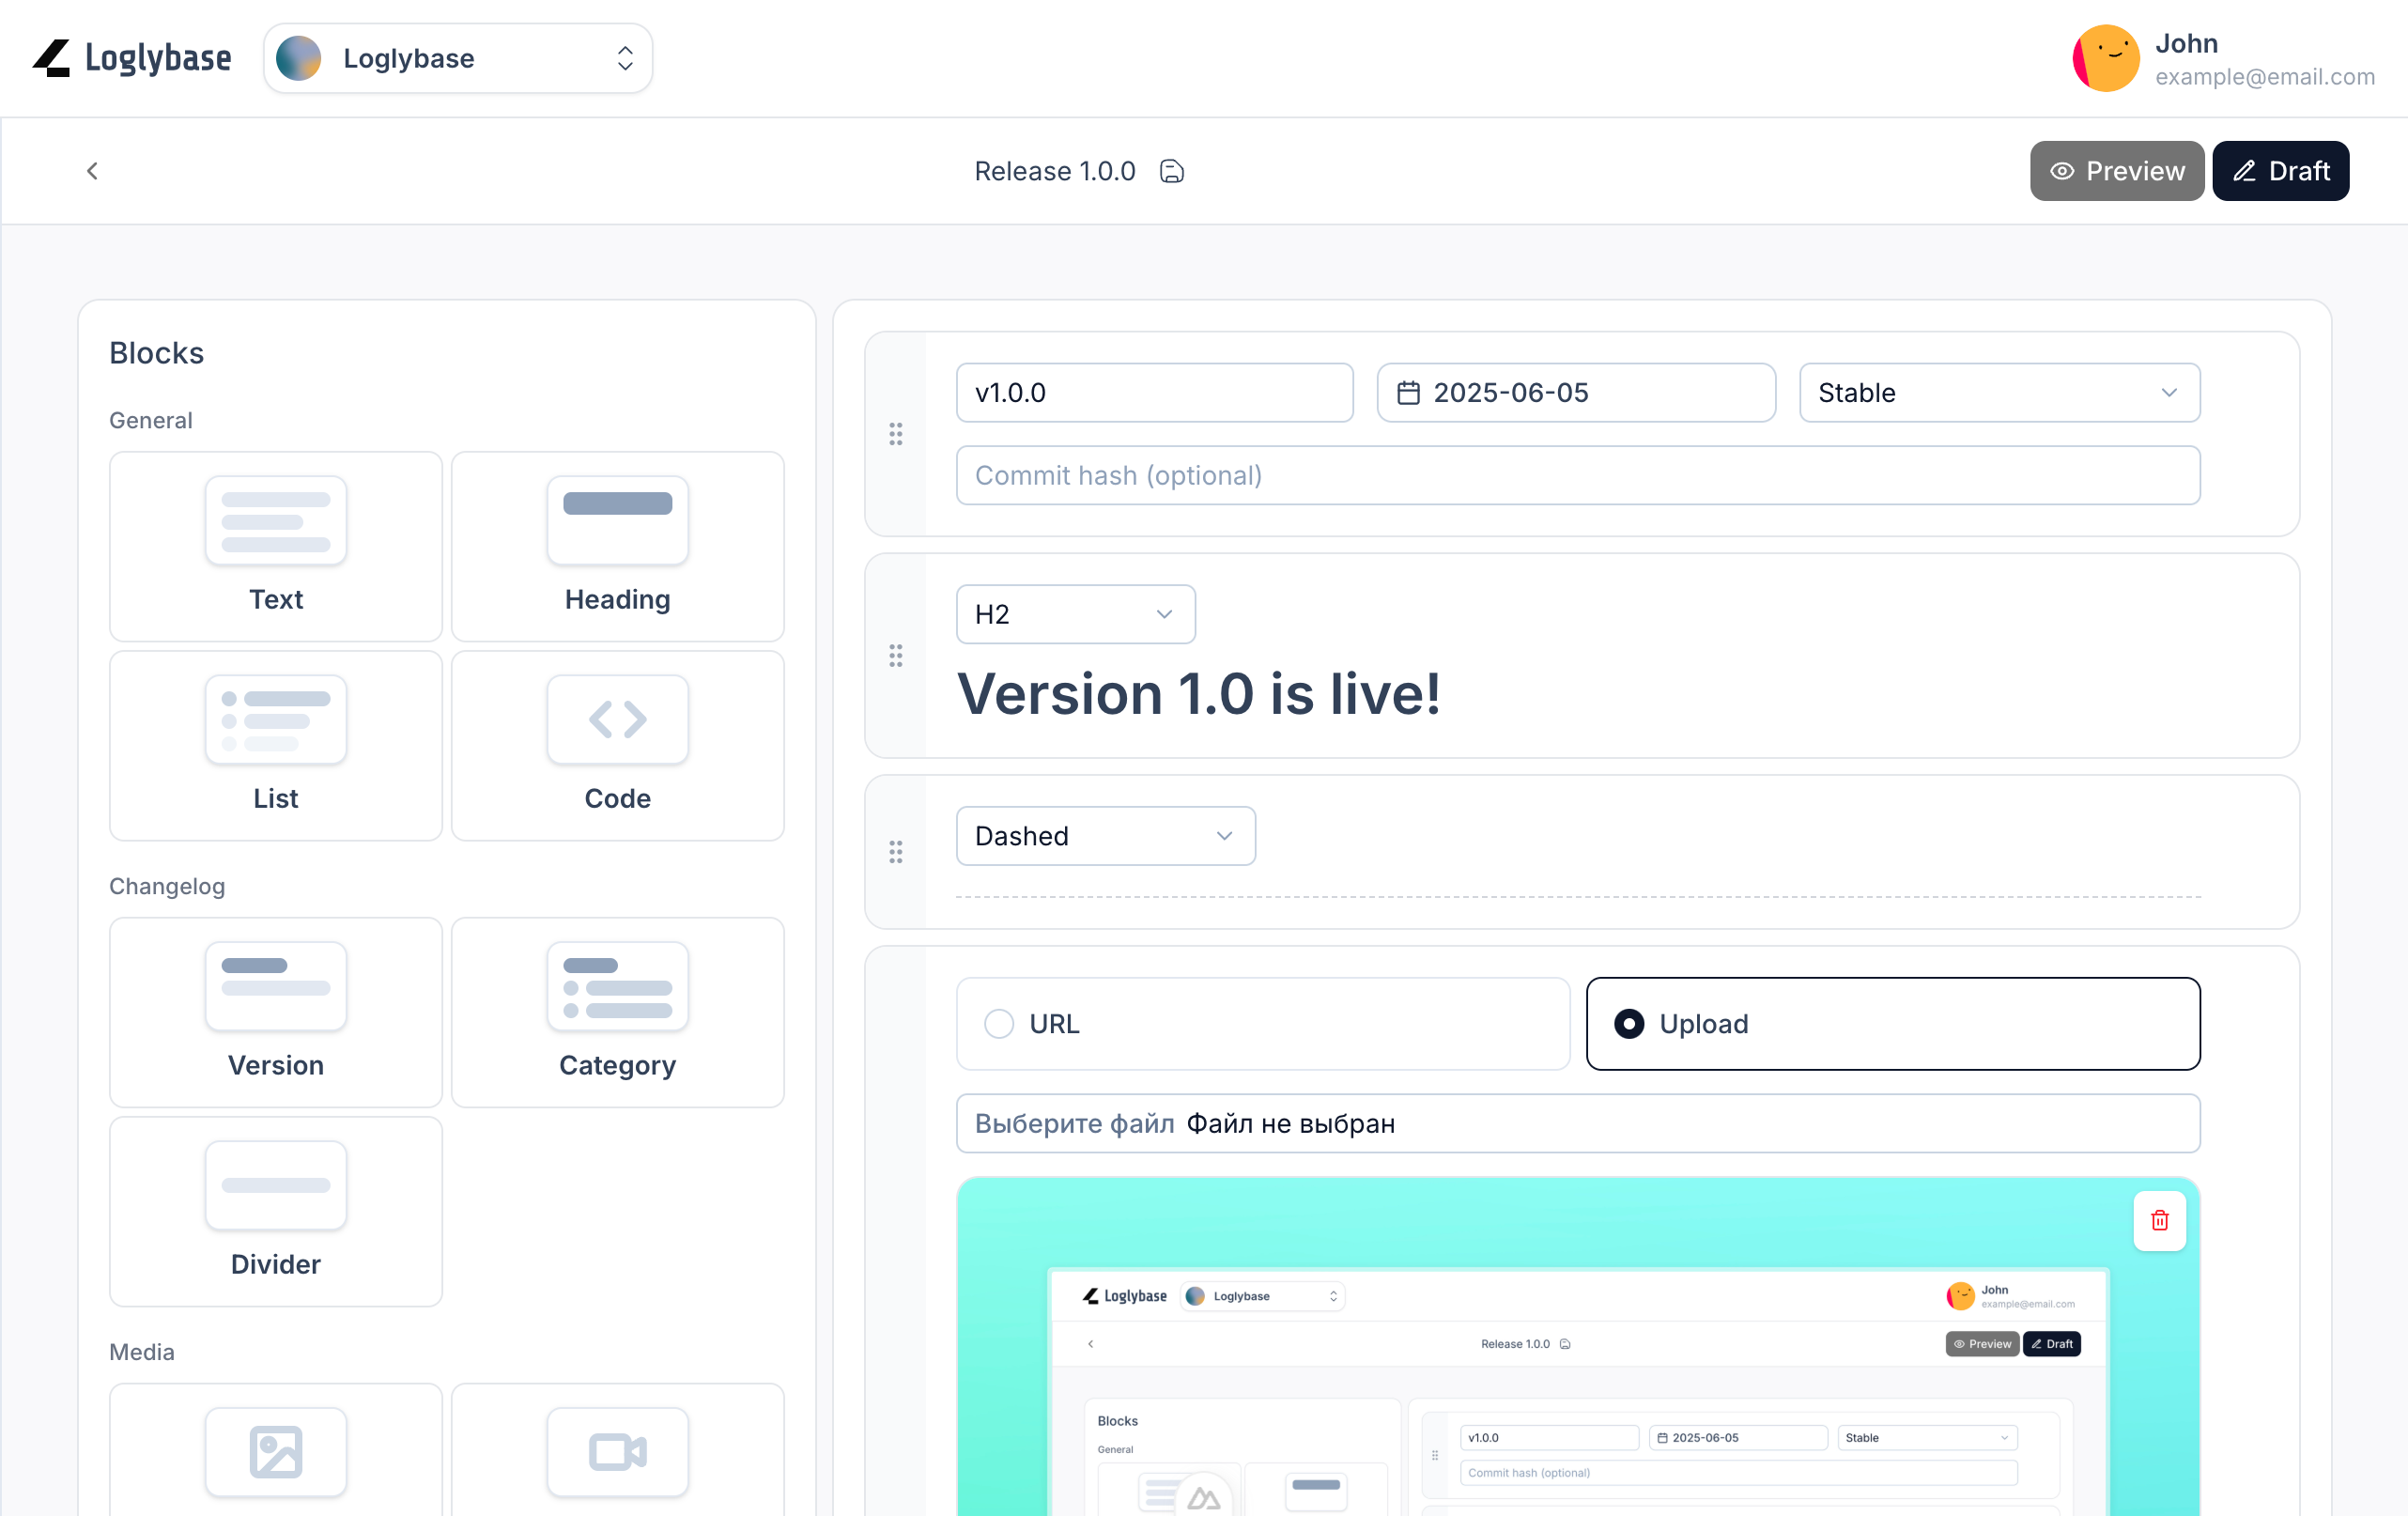 Loglybase
Loglybase
John
example@email.com
Release 1.0.0
Preview
Draft
Blocks
General
Text
Heading
List
Code
Changelog
Version
Category
Divider
Media
v1.0.0
2025-06-05
Stable
Commit hash (optional)
H2
Version 1.0 is live!
Dashed
URL
Upload
Выберите файл Файл не выбран
Loglybase
Loglybase
John
example@email.com
Release 1.0.0
Preview
Draft
Blocks
General
v1.0.0
2025-06-05
Stable
Commit hash (optional)